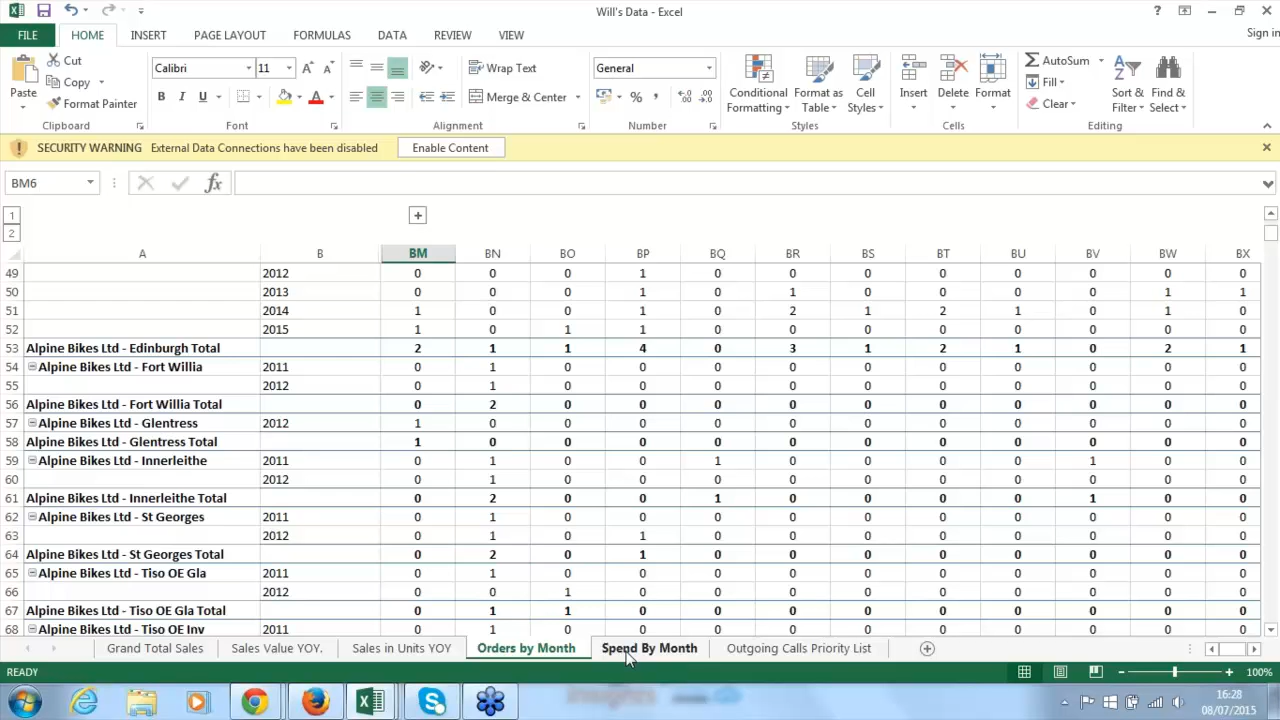 Will's Data - Excel
?
Sign in
FILE HOME INSERT PAGE LAYOUT FORMULAS DATA REVIEW VIEW
Paste
Cut
Copy
Format Painter
Clipboard
Calibri 11
B I U
Font
Wrap Text
Merge & Center
Alignment
General
%
Number
Conditional Formatting
Format as Table
Cell Styles
Styles
Insert Delete Format
Cells
AutoSum
Fill
Clear
Sort & Filter
Find & Select
Editing
SECURITY WARNING External Data Connections have been disabled Enable Content
BM6 fx
1
2
A B BM BN BO BP BQ BR BS BT BU BV BW BX
49 2012 0 0 0 1 0 0 0 0 0 0 0 0
50 2013 0 0 0 1 0 1 0 0 0 0 1 1
51 2014 1 0 0 1 0 2 1 2 1 0 1 0
52 2015 1 0 1 1 0 0 0 0 0 0 0 0
53 Alpine Bikes Ltd - Edinburgh Total 2 1 1 4 0 3 1 2 1 0 2 1
54 Alpine Bikes Ltd - Fort Willia 2011 0 1 0 0 0 0 0 0 0 0 0 0
55 2012 0 1 0 0 0 0 0 0 0 0 0 0
56 Alpine Bikes Ltd - Fort Willia Total 0 2 0 0 0 0 0 0 0 0 0 0
57 Alpine Bikes Ltd - Glentress 2012 1 0 0 0 0 0 0 0 0 0 0 0
58 Alpine Bikes Ltd - Glentress Total 1 0 0 0 0 0 0 0 0 0 0 0
59 Alpine Bikes Ltd - Innerleithe 2011 0 1 0 0 1 0 0 0 0 1 0 0
60 2012 0 1 0 0 0 0 0 0 0 0 0 0
61 Alpine Bikes Ltd - Innerleithe Total 0 2 0 0 1 0 0 0 0 1 0 0
62 Alpine Bikes Ltd - St Georges 2011 0 1 0 0 0 0 0 0 0 0 0 0
63 2012 0 1 0 1 0 0 0 0 0 0 0 0
64 Alpine Bikes Ltd - St Georges Total 0 2 0 1 0 0 0 0 0 0 0 0
65 Alpine Bikes Ltd - Tiso OE Gla 2011 0 1 0 0 0 0 0 0 0 0 0 0
66 2012 0 0 1 0 0 0 0 0 0 0 0 0
67 Alpine Bikes Ltd - Tiso OE Gla Total 0 1 1 0 0 0 0 0 0 0 0 0
68 Alpine Bikes Ltd - Tiso OE Inv 2011 0 1 0 0 0 0 0 0 0 0 0 0
Grand Total Sales Sales Value YOY. Sales in Units YOY Orders by Month Spend By Month Outgoing Calls Priority List
READY 100%
16:28
08/07/2015